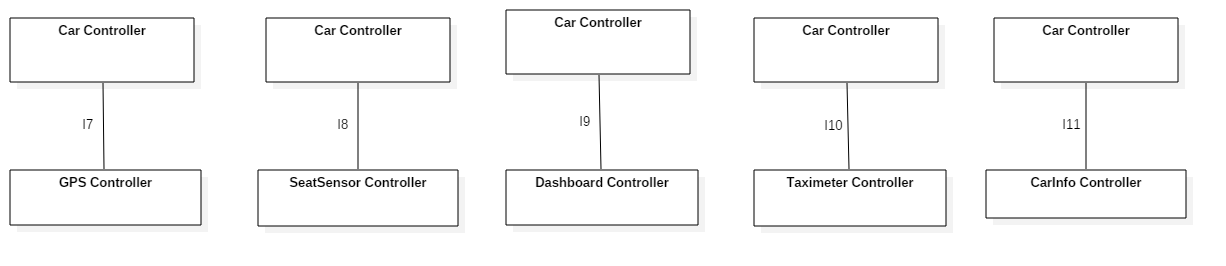 Car Controller
Car Controller
Car Controller
Car Controller
Car Controller
I7
I8
I9
I10
I11
GPS Controller
SeatSensor Controller
Dashboard Controller
Taximeter Controller
CarInfo Controller